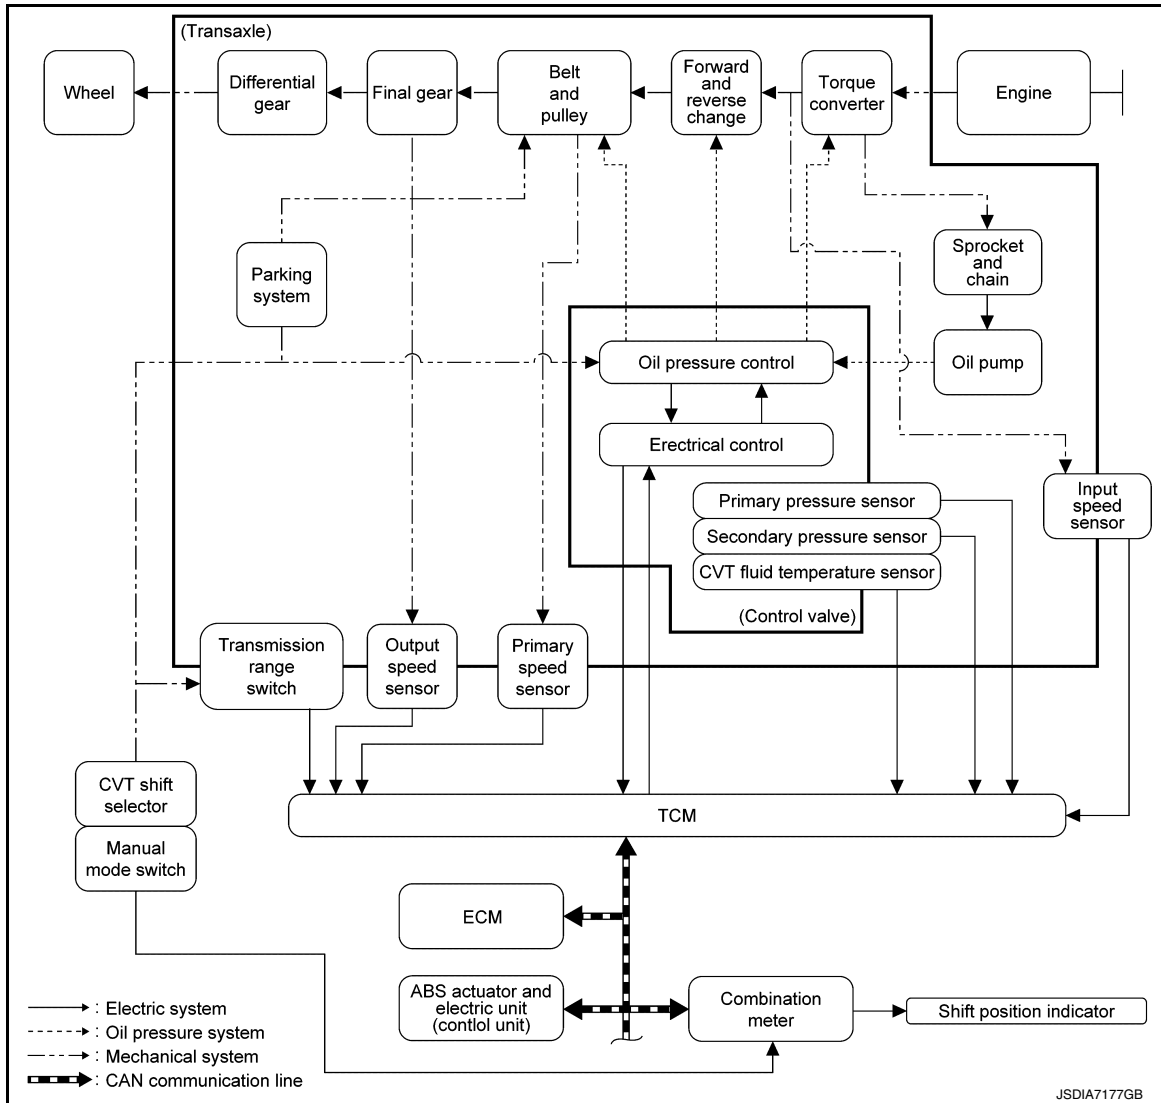 (Transaxle)
Wheel
Differential
gear
Final gear
Belt
and
pulley
Forward
and
reverse
change
Torque
converter
Engine
Sprocket
and
chain
Parking
system
Oil pressure control
Oil pump
Erectrical control
Primary pressure sensor
Secondary pressure sensor
CVT fluid temperature sensor
Input
speed
sensor
(Control valve)
Transmission
range
switch
Output
speed
sensor
Primary
speed
sensor
CVT shift
selector
Manual
mode switch
TCM
ECM
ABS actuator and
electric unit
(contlol unit)
Combination
meter
Shift position indicator
: Electric system
: Oil pressure system
: Mechanical system
: CAN communication line
JSDIA7177GB